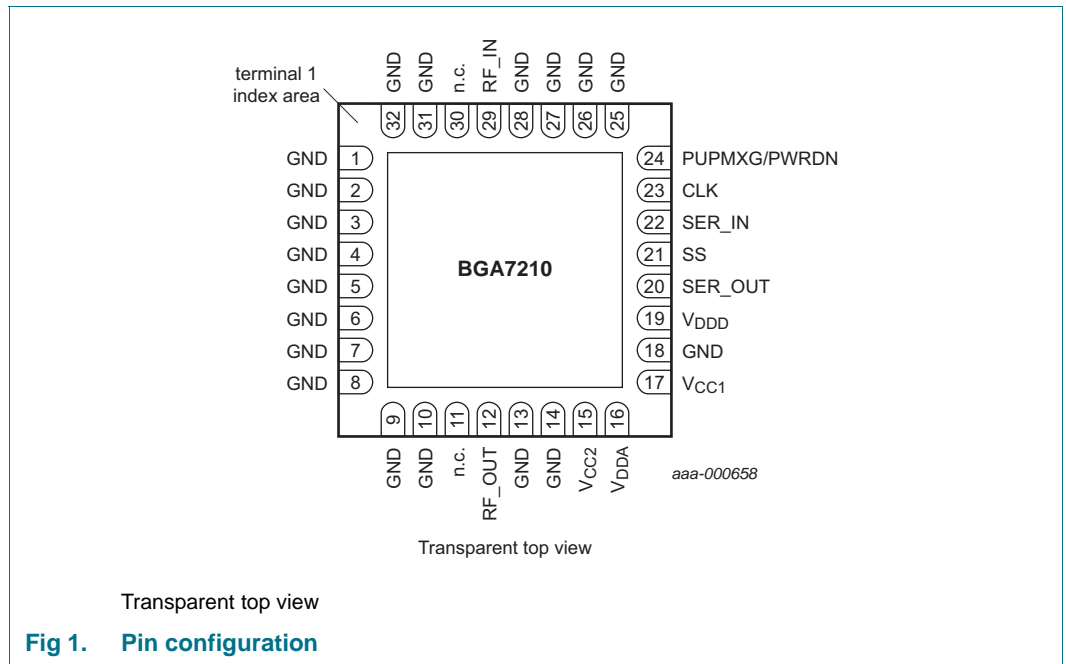 terminal 1
index area
GND
GND
n.c.
RF_IN
GND
GND
GND
GND
32
31
30
29
28
27
26
25
GND 1
GND 2
GND 3
GND 4
GND 5
GND 6
GND 7
GND 8
BGA7210
24 PUPMXG/PWRDN
23 CLK
22 SER_IN
21 SS
20 SER_OUT
19 VDDD
18 GND
17 VCC1
9
10
11
12
13
14
15
16
GND
GND
n.c.
RF_OUT
GND
GND
VCC2
VDDA
aaa-000658
Transparent top view
Transparent top view
Fig 1. Pin configuration